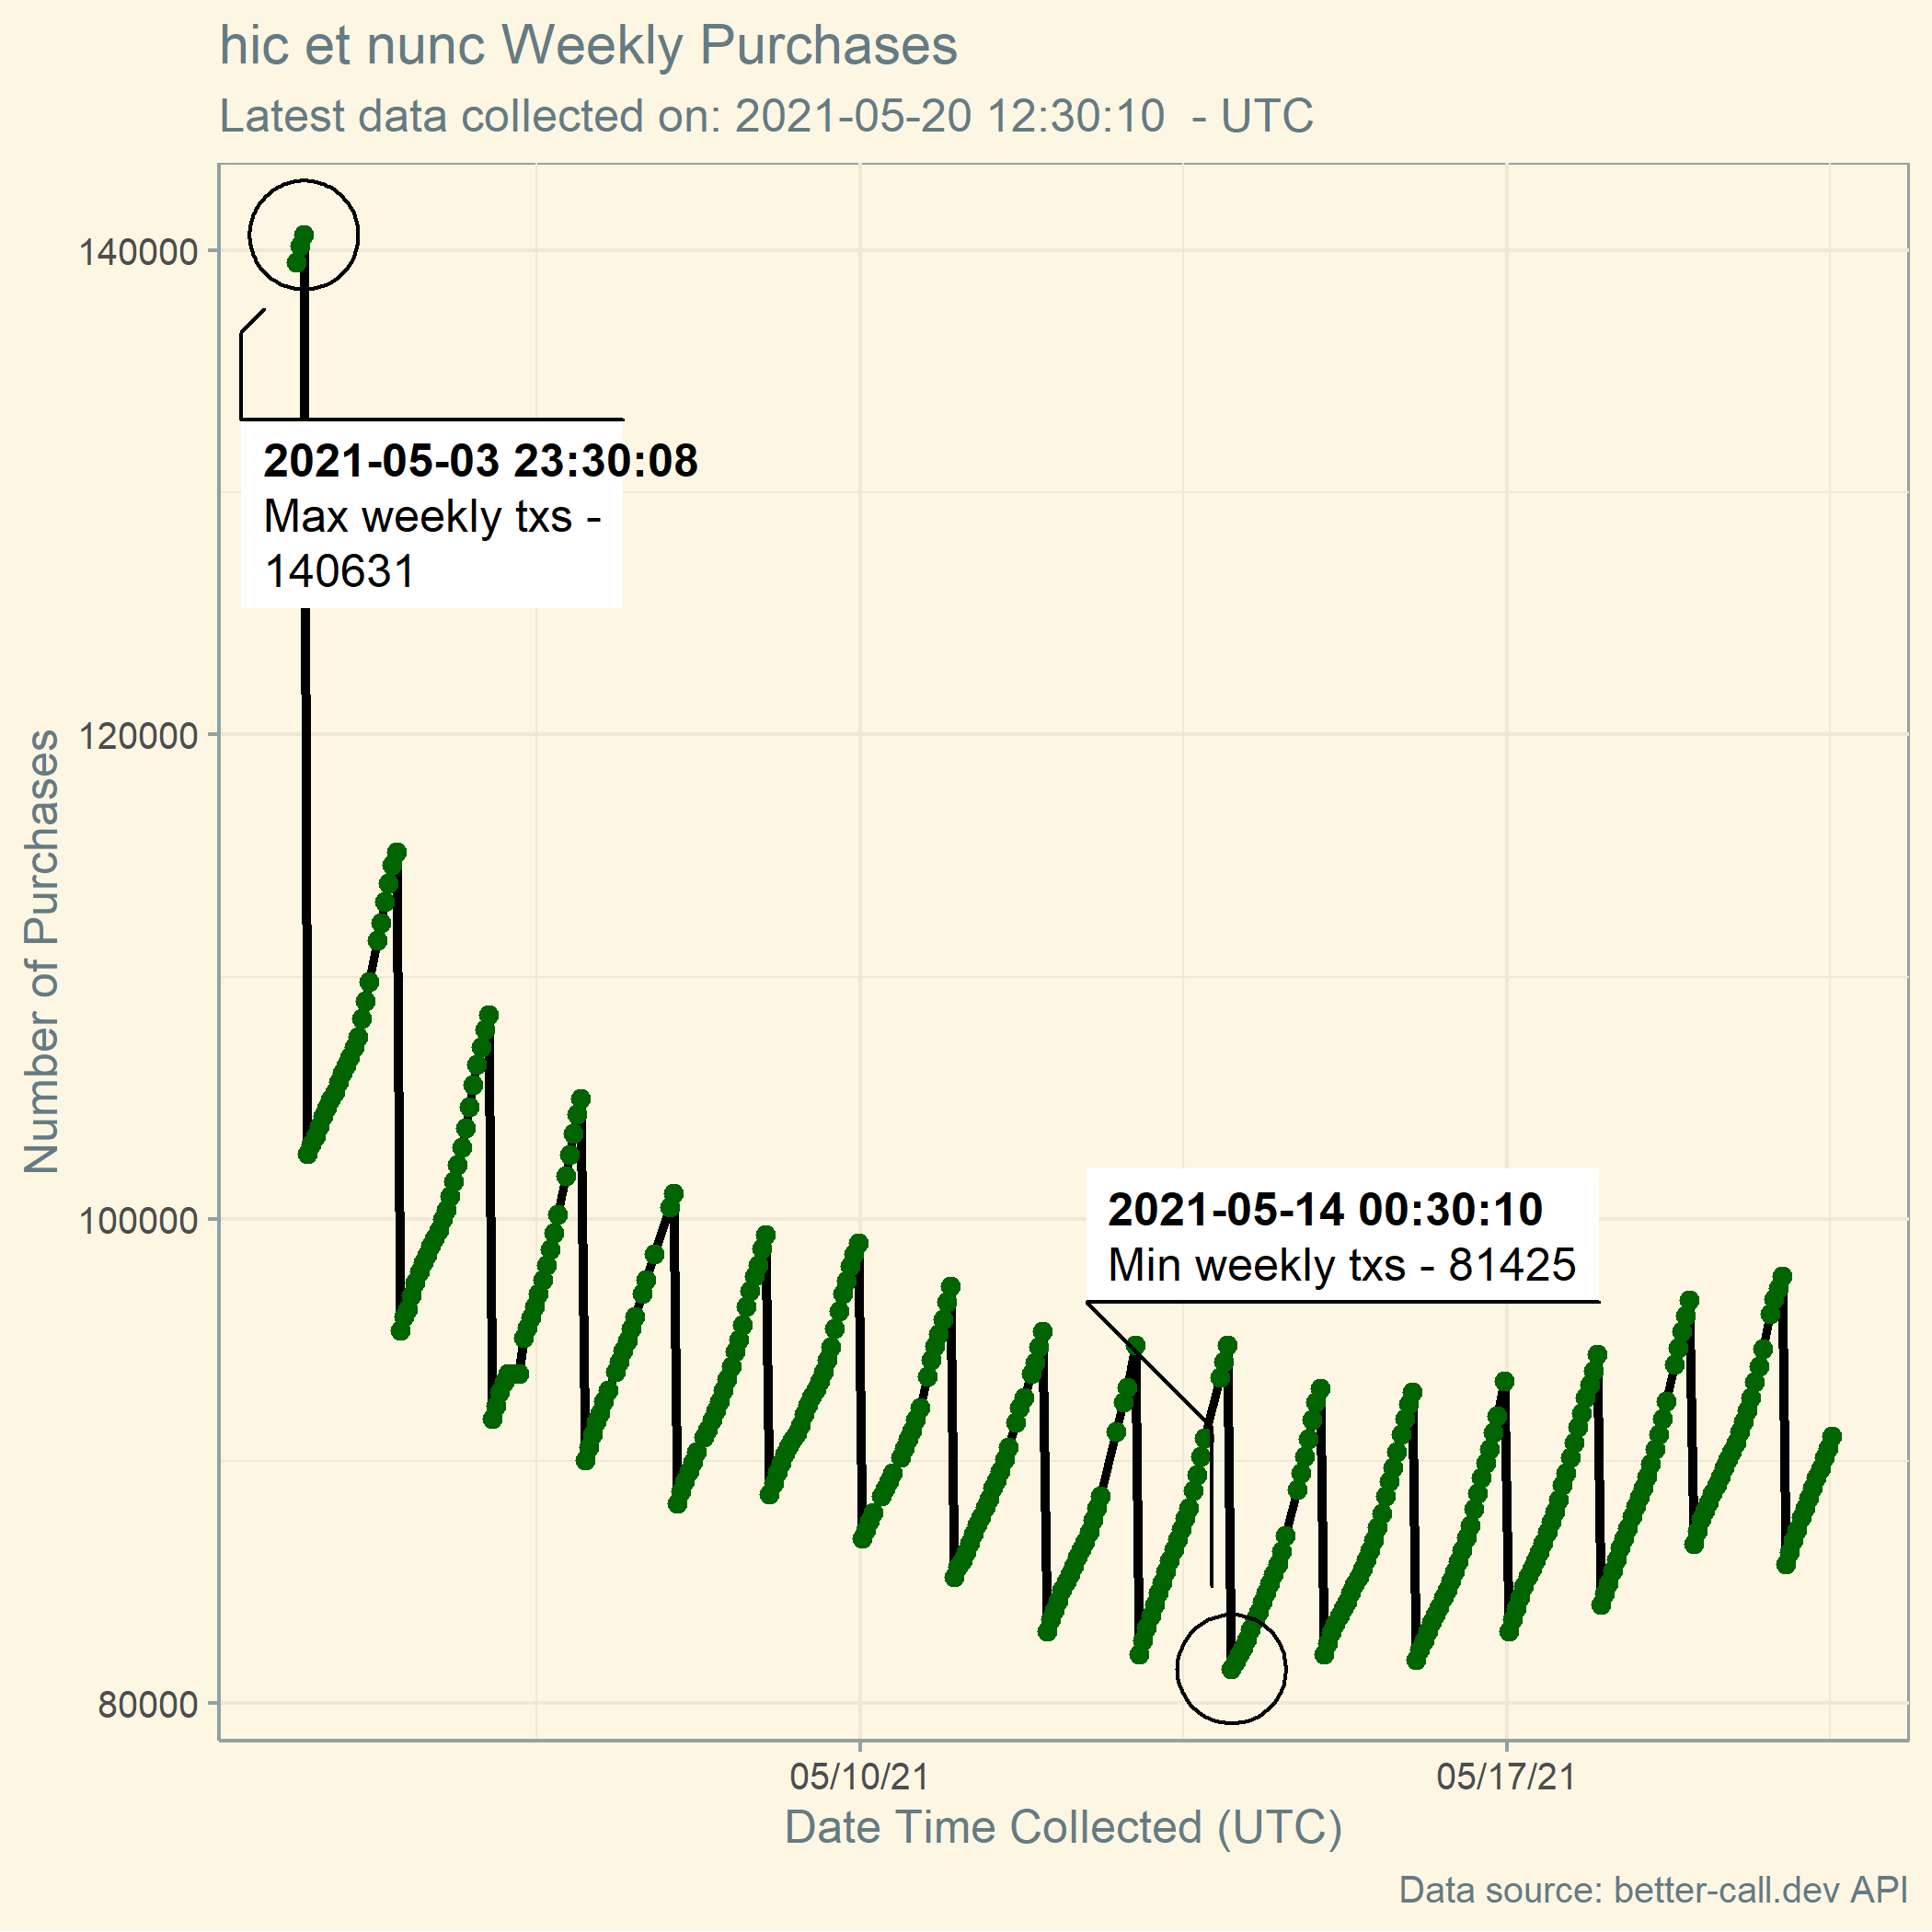 hic et nunc Weekly Purchases
Latest data collected on: 2021-05-20 12:30:10  - UTC
Number of Purchases
140000
120000
100000
80000
2021-05-03 23:30:08
Max weekly txs -
140631
2021-05-14 00:30:10
Min weekly txs - 81425
05/10/21
05/17/21
Date Time Collected (UTC)
Data source: better-call.dev API